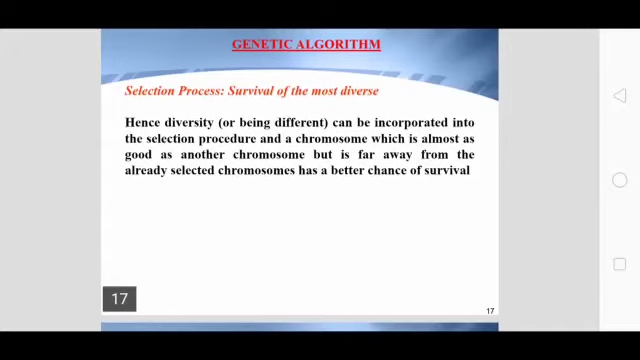 GENETIC ALGORITHM
Selection Process: Survival of the most diverse
Hence diversity (or being different) can be incorporated into
the selection procedure and a chromosome which is almost as
good as another chromosome but is far away from the
already selected chromosomes has a better chance of survival
17
17